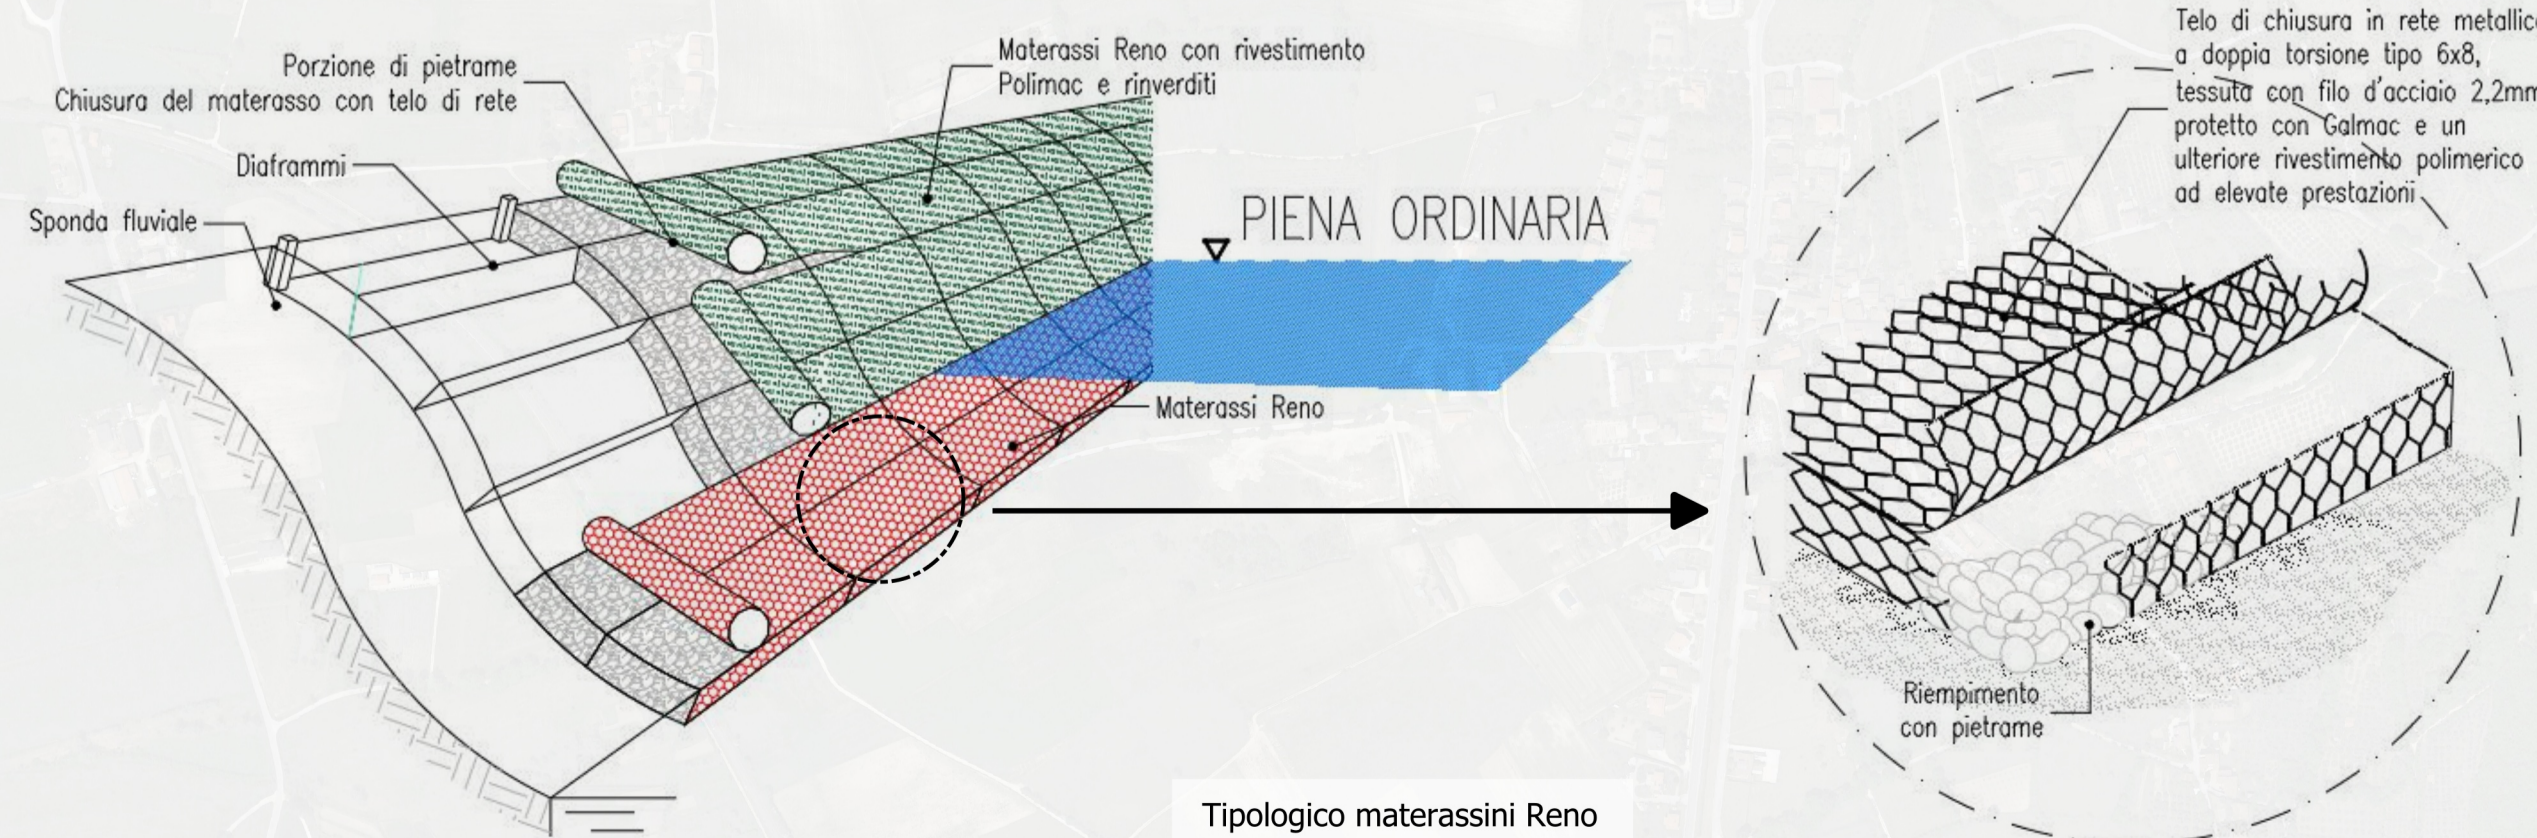 Porzione di pietrame
Chiusura del materasso con telo di rete
Diaframmi
Sponda fluviale
Materassi Reno con rivestimento
Polimac e rinverditi
PIENA ORDINARIA
Materassi Reno
Telo di chiusura in rete metallic
a doppia torsione tipo 6x8,
tessuta con filo d'acciaio 2,2mm
protetto con Galmac e un
ulteriore rivestimento polimerico
ad elevate prestazioni
Riempimento
con pietrame
Tipologico materassini Reno